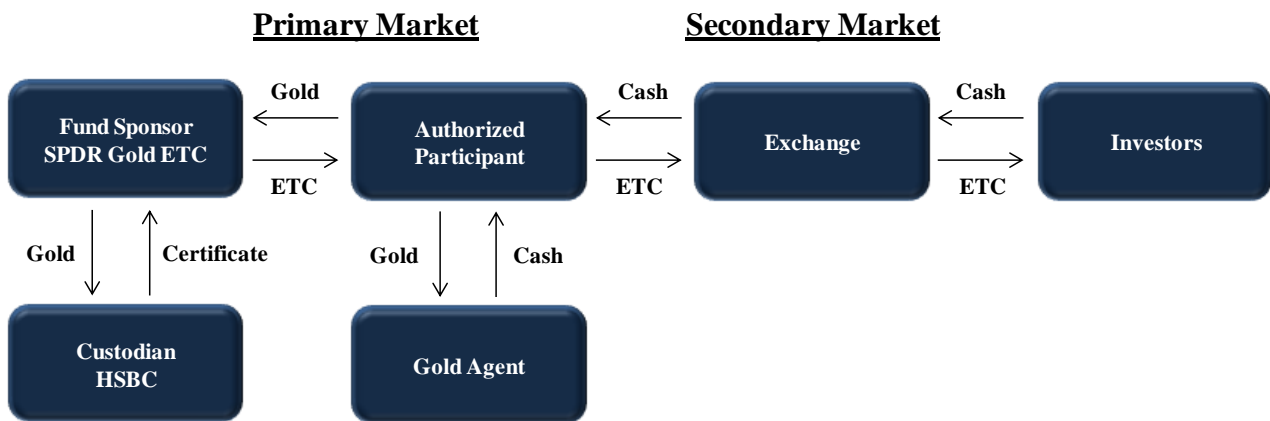 Primary Market
Secondary Market
Gold
Cash
Cash
Fund Sponsor
SPDR Gold ETC
Authorized
Participant
Exchange
Investors
ETC
ETC
ETC
Gold
Certificate
Gold
Cash
Custodian
HSBC
Gold Agent